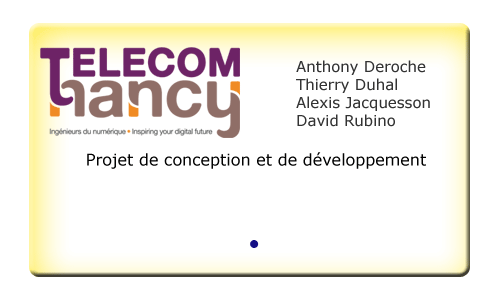 TELECOM
nancy
Ingénieurs du numérique • Inspiring your digital future
Anthony Deroche
Thierry Duhal
Alexis Jacquesson
David Rubino
Projet de conception et de développement